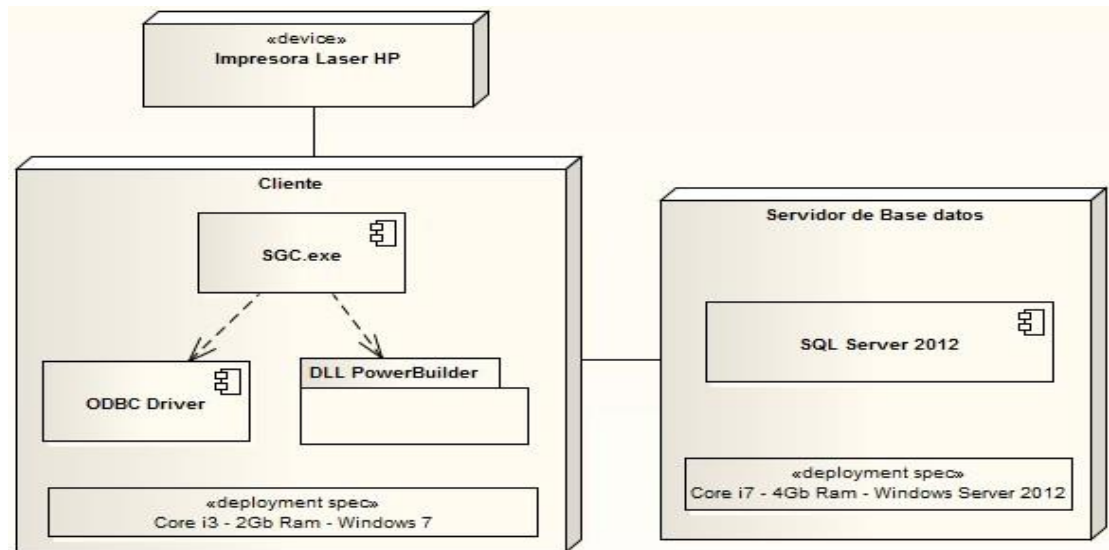 «device»
Impresora Laser HP
Cliente
SGC.exe
ODBC Driver
DLL PowerBuilder
«deployment spec»
Core i3 - 2Gb Ram - Windows 7
Servidor de Base datos
SQL Server 2012
«deployment spec»
Core i7 - 4Gb Ram - Windows Server 2012